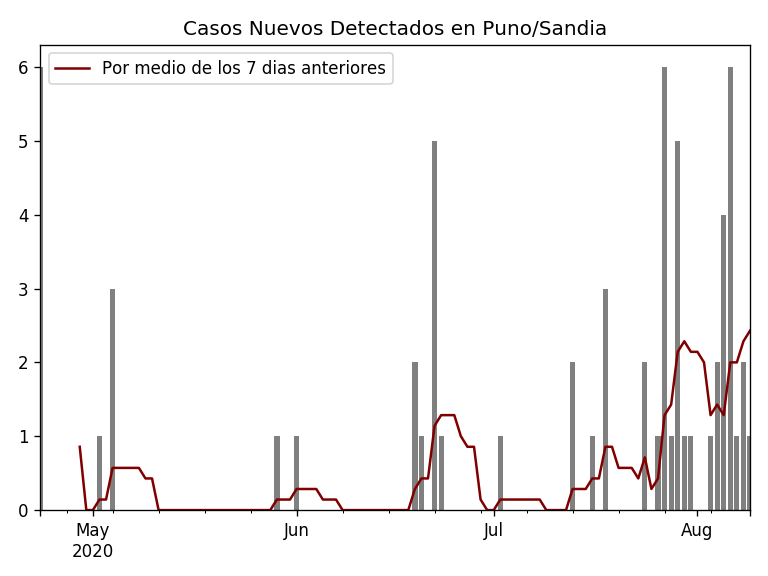 Casos Nuevos Detectados en Puno/Sandia
Por medio de los 7 dias anteriores
6
5
4
3
2
1
0
May Jun Jul Aug
2020